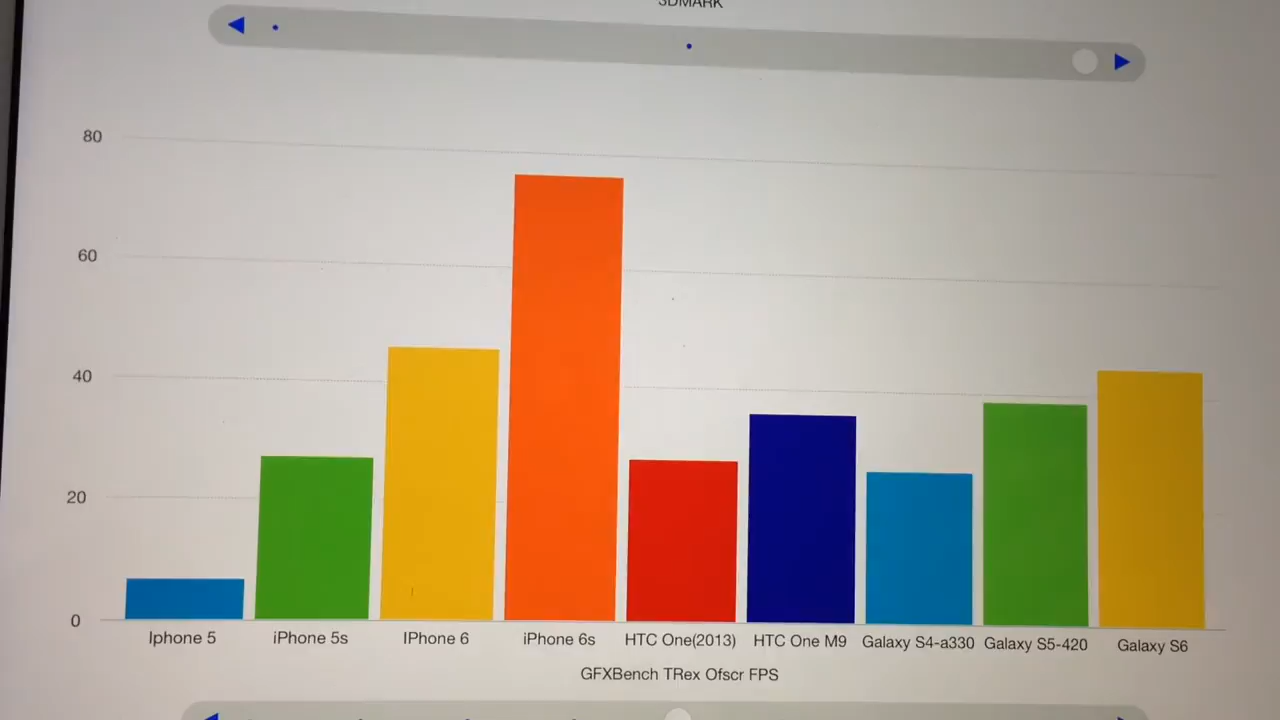 3DMARK
80
60
40
20
0
Iphone 5 iPhone 5s IPhone 6 iPhone 6s HTC One(2013) HTC One M9 Galaxy S4-a330 Galaxy S5-420 Galaxy S6
GFXBench TRex Ofscr FPS